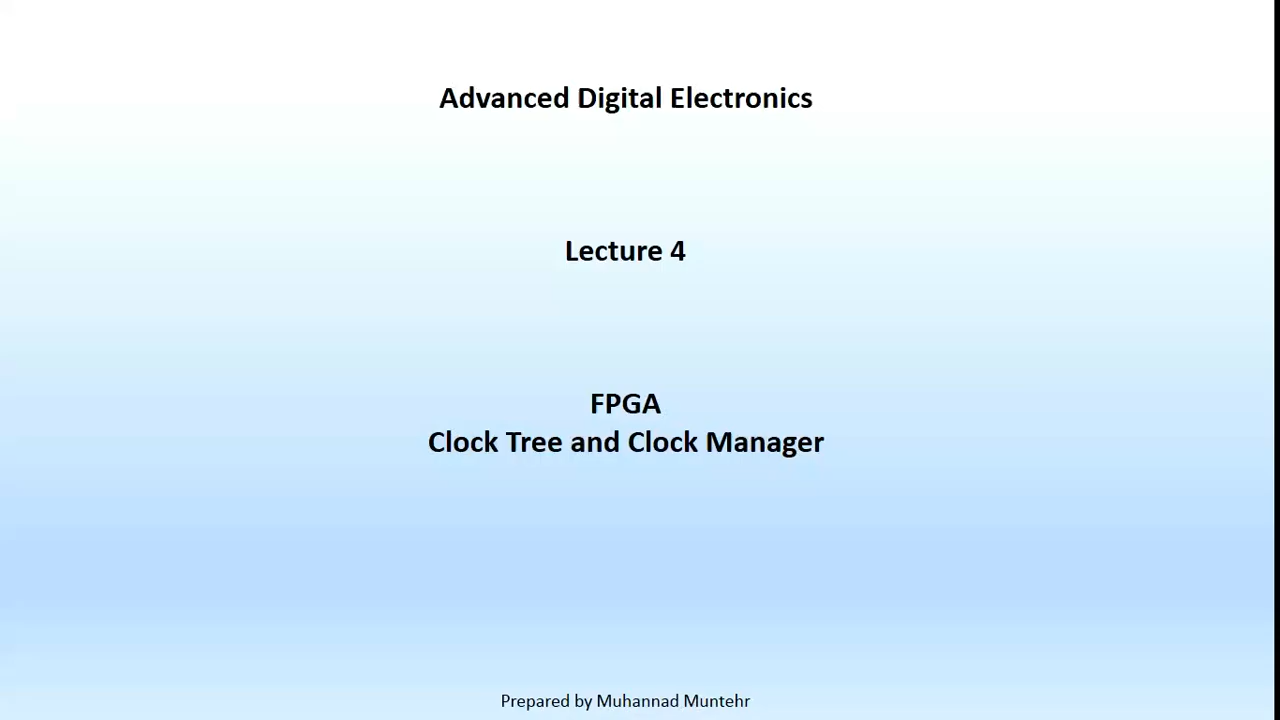 Advanced Digital Electronics
Lecture 4
FPGA
Clock Tree and Clock Manager
Prepared by Muhannad Muntehr